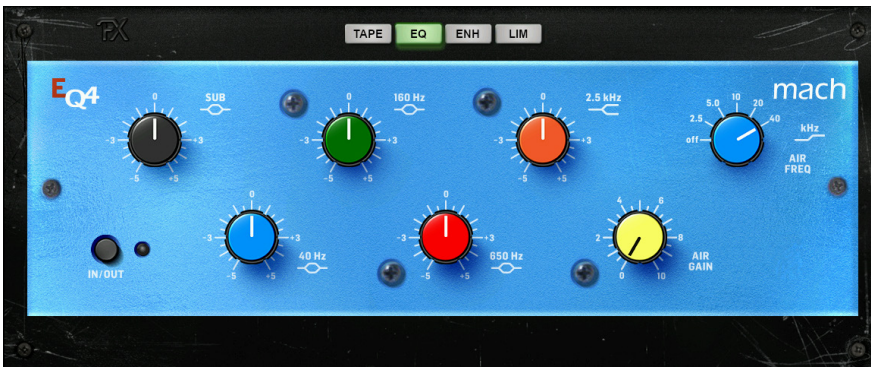 FX
TAPE EQ ENH LIM
EQ4
mach
0 SUB -3 +3 -5 +5
0 160 Hz -3 +3 -5 +5
0 2.5 kHz -3 +3 -5 +5
off 2.5 5.0 10 20 40 kHz
AIR
FREQ
IN/OUT
0 -3 +3 40 Hz -5 +5
0 -3 +3 650 Hz -5 +5
0 2 4 6 8 10
AIR
GAIN